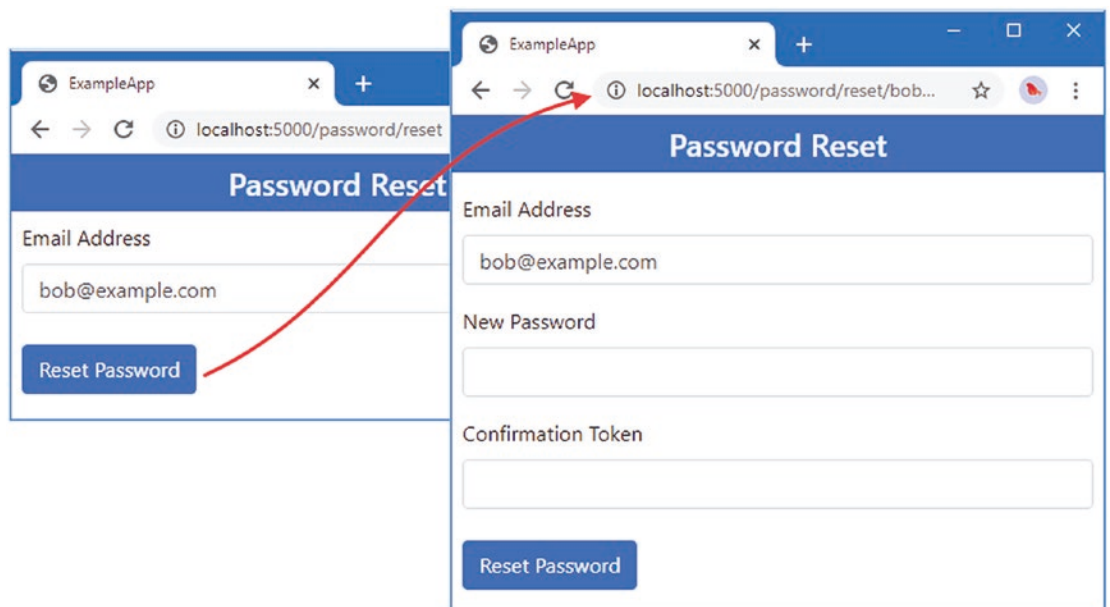 ExampleApp
localhost:5000/password/reset
Password Reset
Email Address
bob@example.com
Reset Password
ExampleApp
localhost:5000/password/reset/bob...
Password Reset
Email Address
bob@example.com
New Password
Confirmation Token
Reset Password